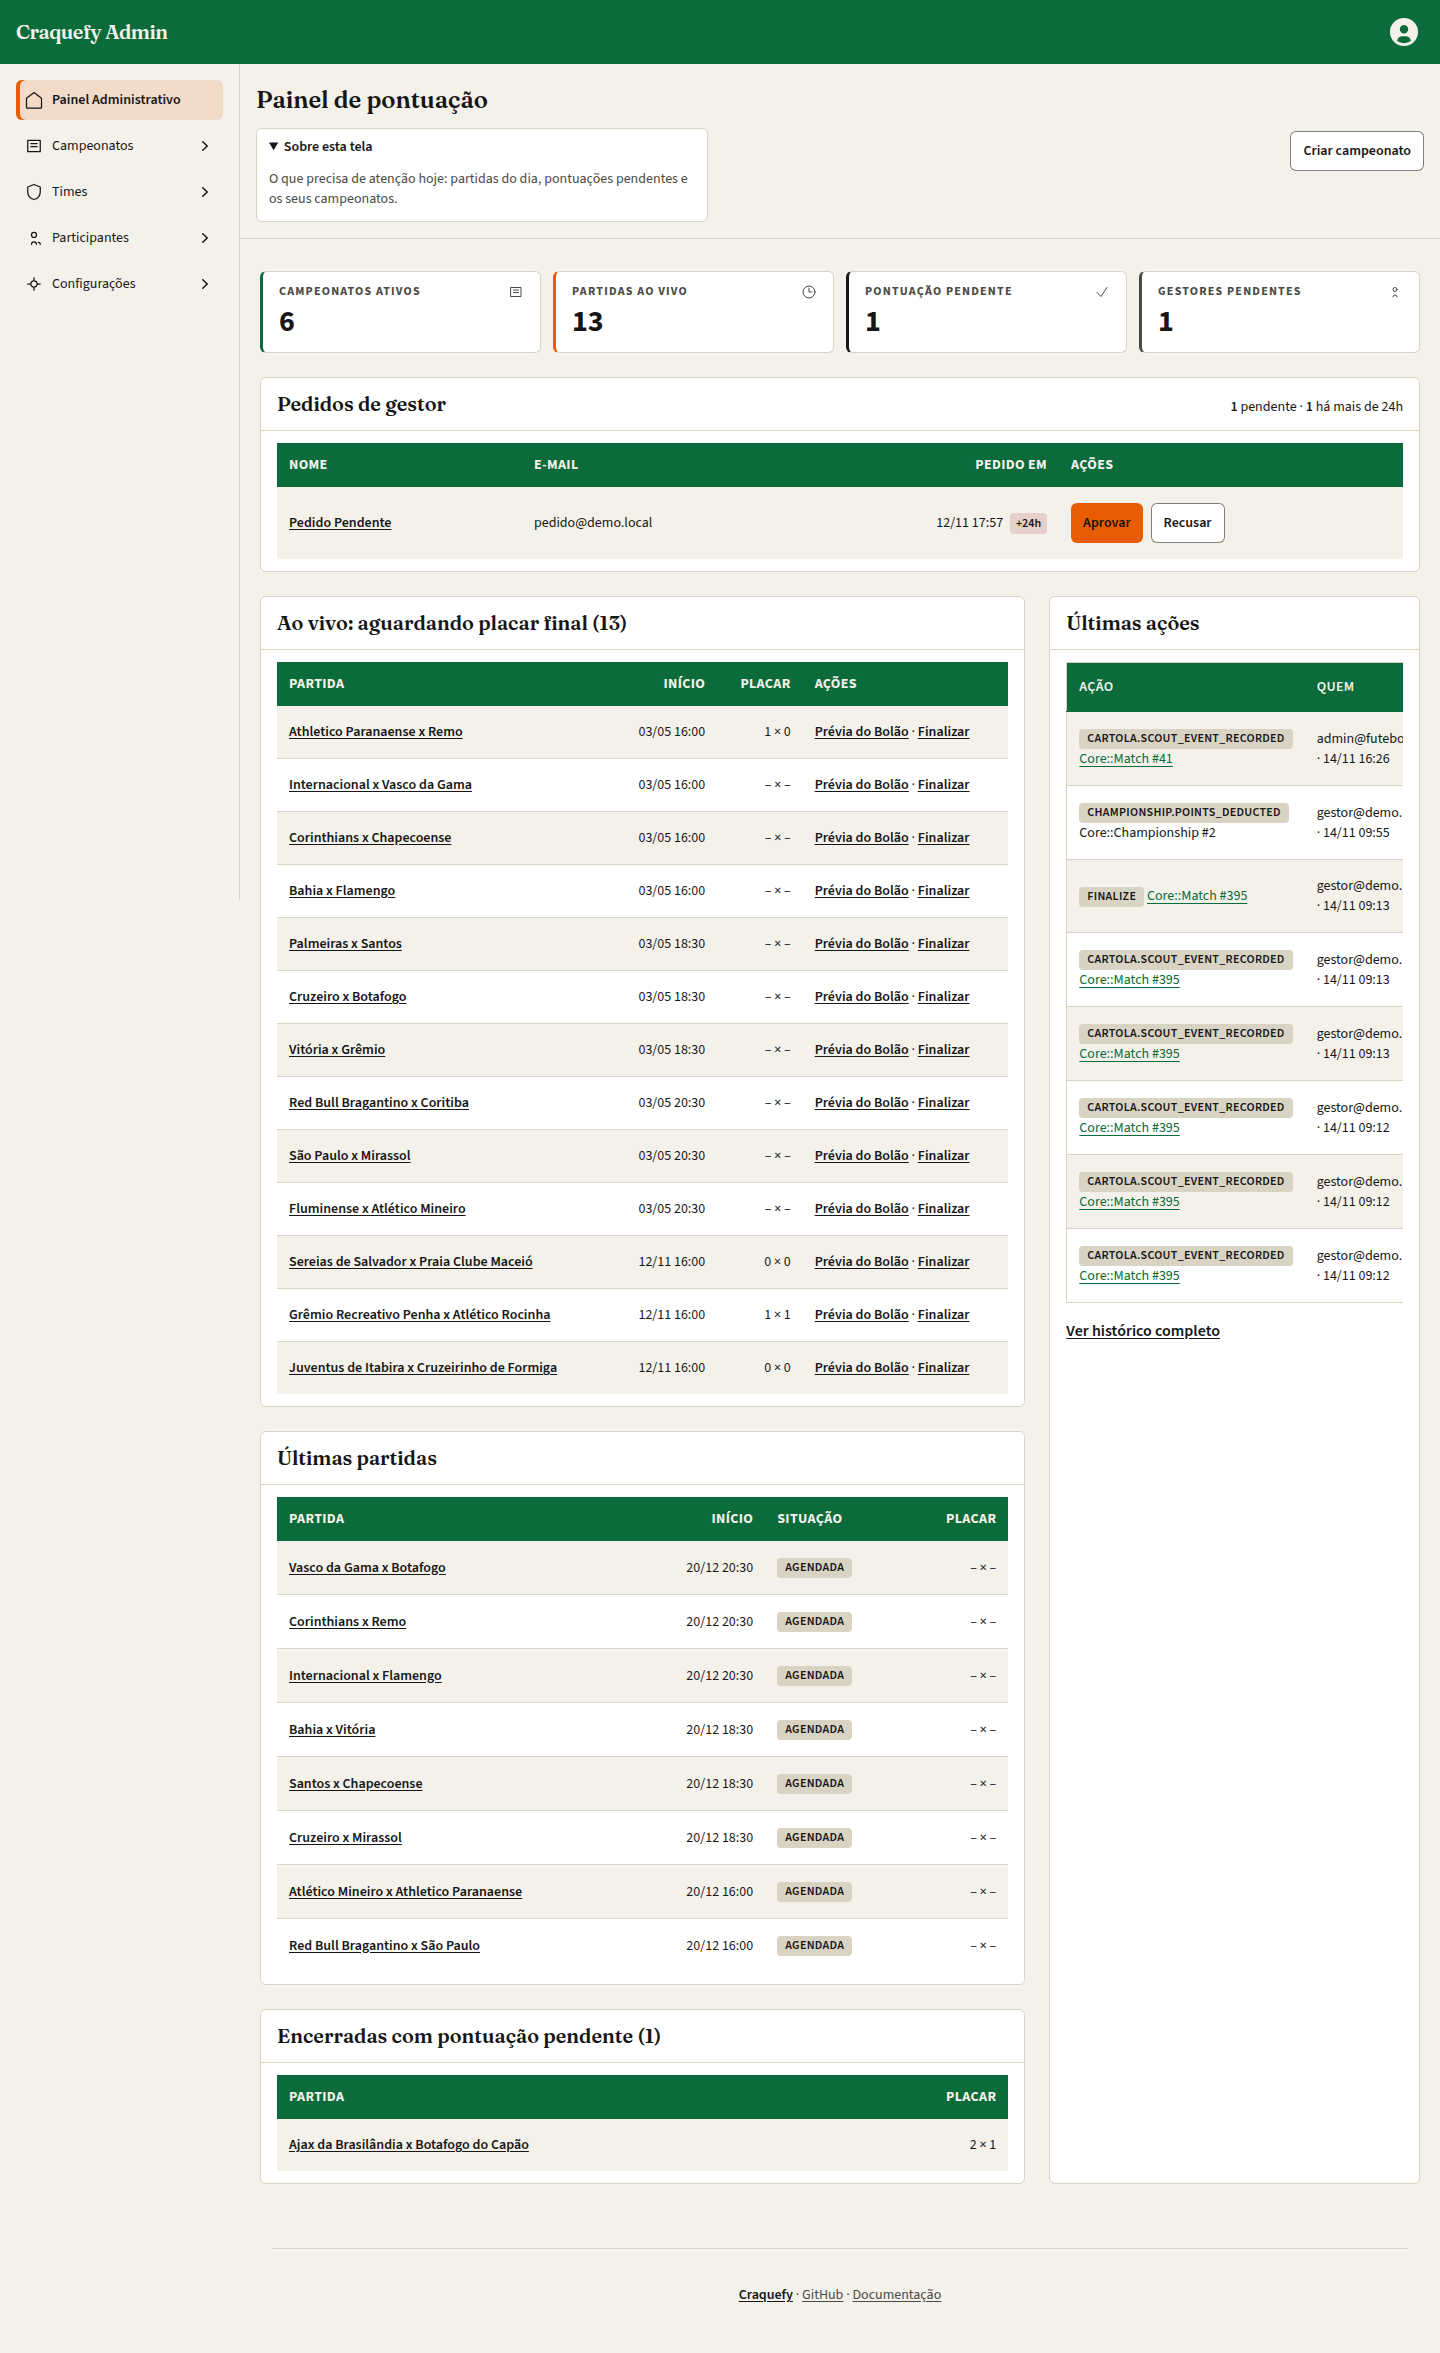 Craquefy Admin
Painel Administrativo
Campeonatos
Times
Participantes
Configurações
Painel de pontuação
Sobre esta tela
O que precisa de atenção hoje: partidas do dia, pontuações pendentes e
os seus campeonatos.
Criar campeonato
CAMPEONATOS ATIVOS
6
PARTIDAS AO VIVO
13
PONTUAÇÃO PENDENTE
1
GESTORES PENDENTES
1
Pedidos de gestor
1 pendente · 1 há mais de 24h
NOME E-MAIL PEDIDO EM AÇÕES
Pedido Pendente pedido@demo.local 12/11 17:57 +24h Aprovar Recusar
Ao vivo: aguardando placar final (13)
PARTIDA INÍCIO PLACAR AÇÕES
Athletico Paranaense x Remo 03/05 16:00 1 × 0 Prévia do Bolão · Finalizar
Internacional x Vasco da Gama 03/05 16:00 – × – Prévia do Bolão · Finalizar
Corinthians x Chapecoense 03/05 16:00 – × – Prévia do Bolão · Finalizar
Bahia x Flamengo 03/05 16:00 – × – Prévia do Bolão · Finalizar
Palmeiras x Santos 03/05 18:30 – × – Prévia do Bolão · Finalizar
Cruzeiro x Botafogo 03/05 18:30 – × – Prévia do Bolão · Finalizar
Vitória x Grêmio 03/05 18:30 – × – Prévia do Bolão · Finalizar
Red Bull Bragantino x Coritiba 03/05 20:30 – × – Prévia do Bolão · Finalizar
São Paulo x Mirassol 03/05 20:30 – × – Prévia do Bolão · Finalizar
Fluminense x Atlético Mineiro 03/05 20:30 – × – Prévia do Bolão · Finalizar
Sereias de Salvador x Praia Clube Maceió 12/11 16:00 0 × 0 Prévia do Bolão · Finalizar
Grêmio Recreativo Penha x Atlético Rocinha 12/11 16:00 1 × 1 Prévia do Bolão · Finalizar
Juventus de Itabira x Cruzeirinho de Formiga 12/11 16:00 0 × 0 Prévia do Bolão · Finalizar
Últimas ações
AÇÃO QUEM
CARTOLA.SCOUT_EVENT_RECORDED admin@futebo
Core::Match #41 · 14/11 16:26
CHAMPIONSHIP.POINTS_DEDUCTED gestor@demo.
Core::Championship #2 · 14/11 09:55
FINALIZE Core::Match #395 gestor@demo.
· 14/11 09:13
CARTOLA.SCOUT_EVENT_RECORDED gestor@demo.
Core::Match #395 · 14/11 09:13
CARTOLA.SCOUT_EVENT_RECORDED gestor@demo.
Core::Match #395 · 14/11 09:13
CARTOLA.SCOUT_EVENT_RECORDED gestor@demo.
Core::Match #395 · 14/11 09:12
CARTOLA.SCOUT_EVENT_RECORDED gestor@demo.
Core::Match #395 · 14/11 09:12
CARTOLA.SCOUT_EVENT_RECORDED gestor@demo.
Core::Match #395 · 14/11 09:12
Ver histórico completo
Últimas partidas
PARTIDA INÍCIO SITUAÇÃO PLACAR
Vasco da Gama x Botafogo 20/12 20:30 AGENDADA – × –
Corinthians x Remo 20/12 20:30 AGENDADA – × –
Internacional x Flamengo 20/12 20:30 AGENDADA – × –
Bahia x Vitória 20/12 18:30 AGENDADA – × –
Santos x Chapecoense 20/12 18:30 AGENDADA – × –
Cruzeiro x Mirassol 20/12 18:30 AGENDADA – × –
Atlético Mineiro x Athletico Paranaense 20/12 16:00 AGENDADA – × –
Red Bull Bragantino x São Paulo 20/12 16:00 AGENDADA – × –
Encerradas com pontuação pendente (1)
PARTIDA PLACAR
Ajax da Brasilândia x Botafogo do Capão 2 × 1
Craquefy · GitHub · Documentação